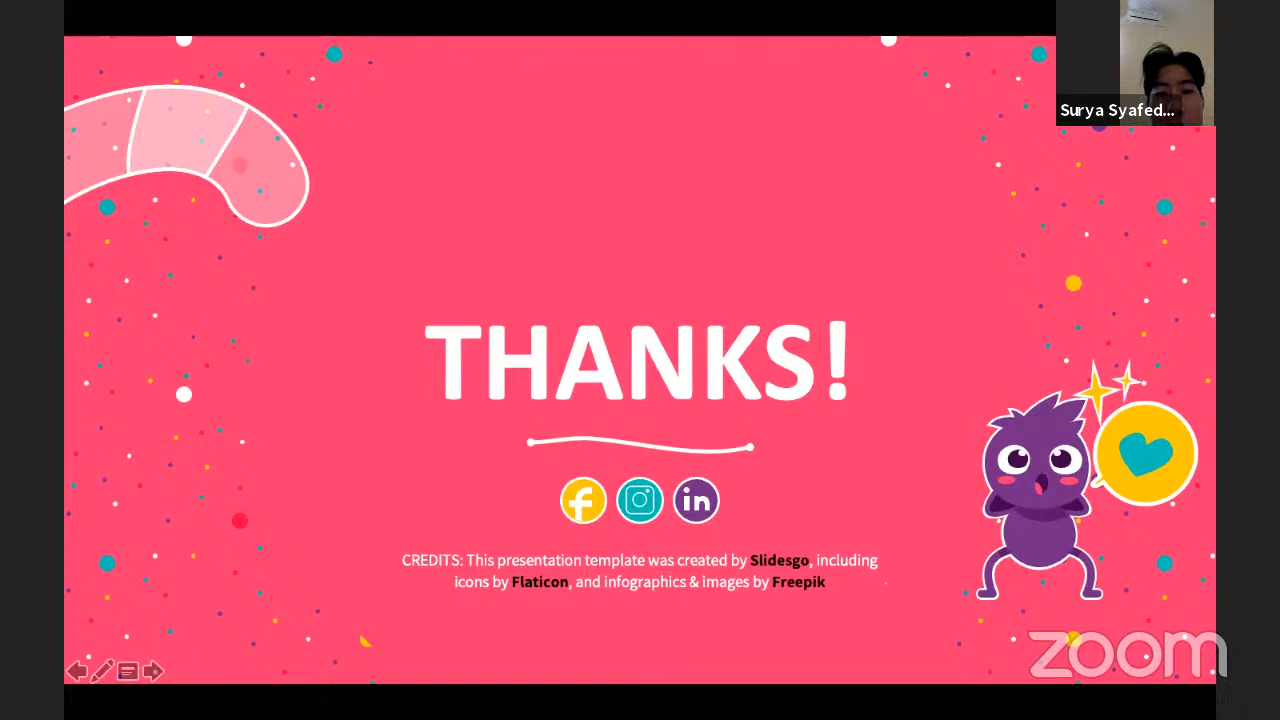 Surya Syafed...
THANKS!
f
in
CREDITS: This presentation template was created by Slidesgo, including
icons by Flaticon, and infographics & images by Freepik
zoom